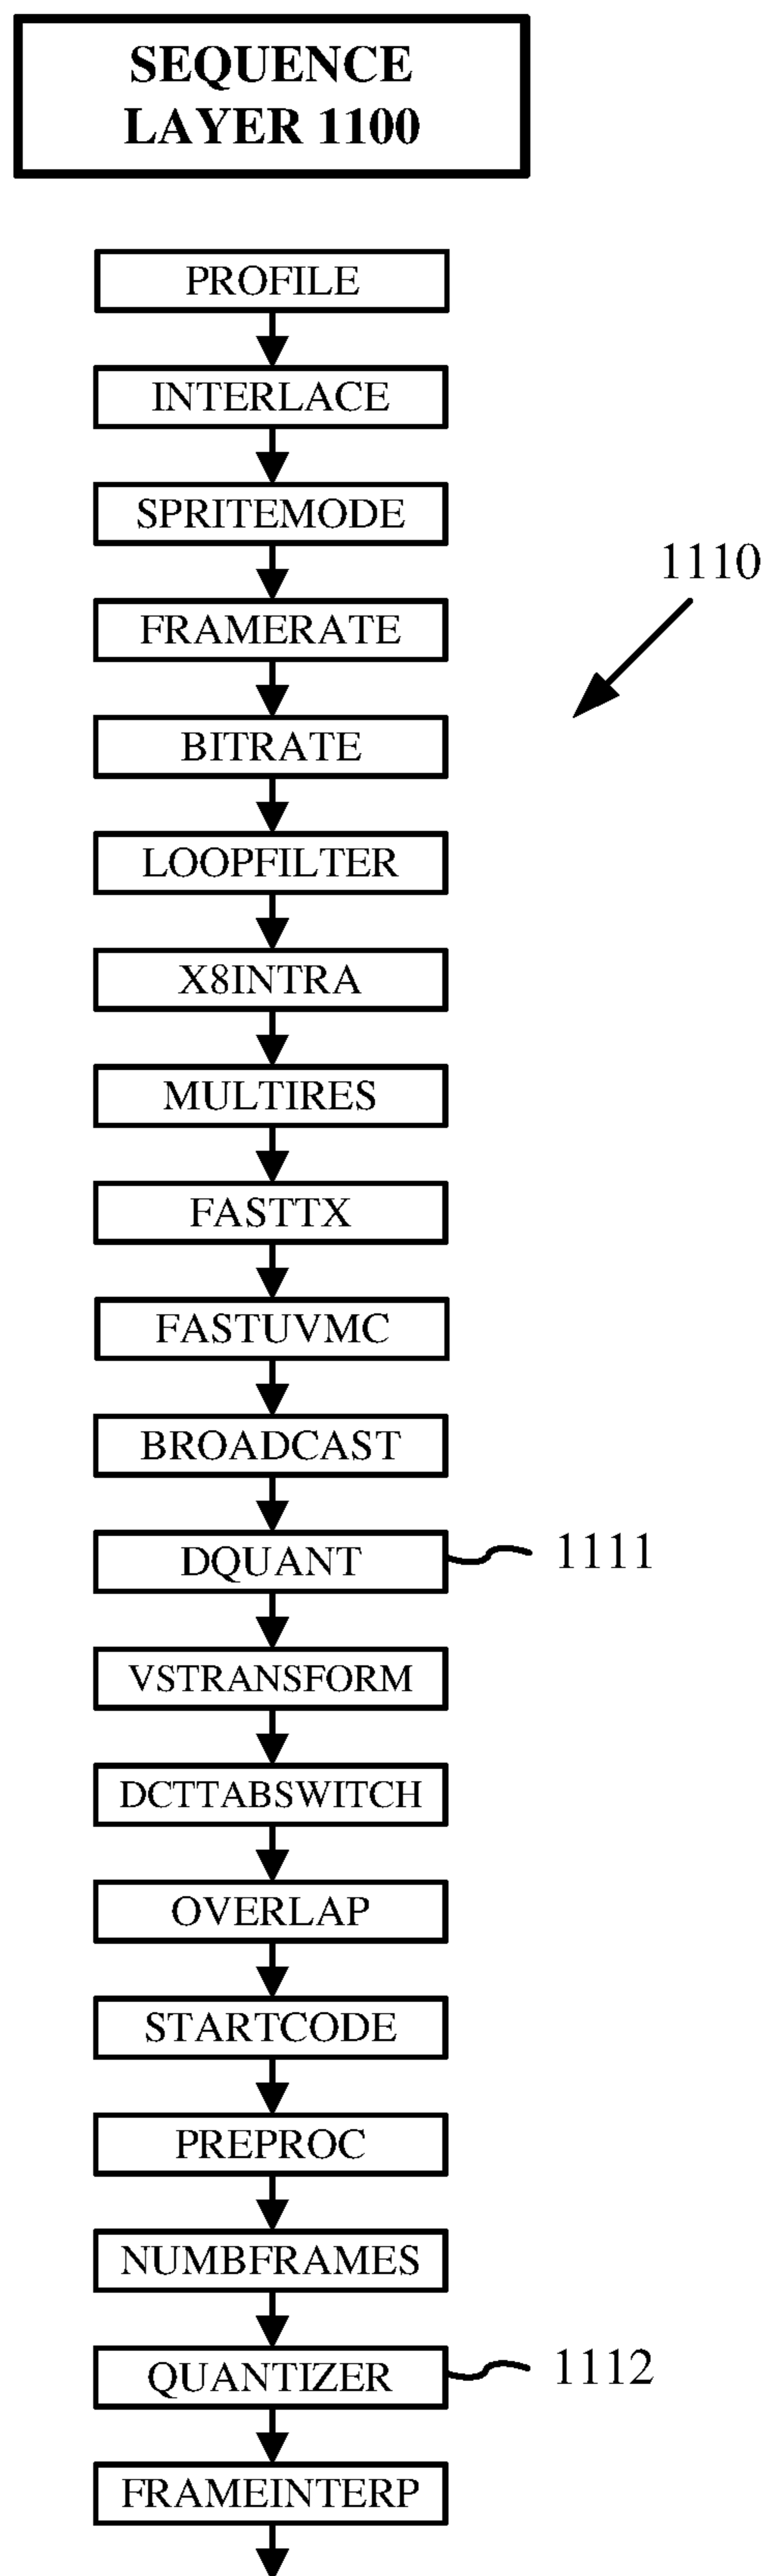 SEQUENCE
LAYER 1100
PROFILE
INTERLACE
SPRITEMODE
1110
FRAMERATE
BITRATE
LOOPFILTER
X8INTRA
MULTIRES
FASTTX
FASTUVMC
BROADCAST
DQUANT
1111
VSTRANSFORM
DCTTABSWITCH
OVERLAP
STARTCODE
PREPROC
NUMBFRAMES
QUANTIZER
1112
FRAMEINTERP